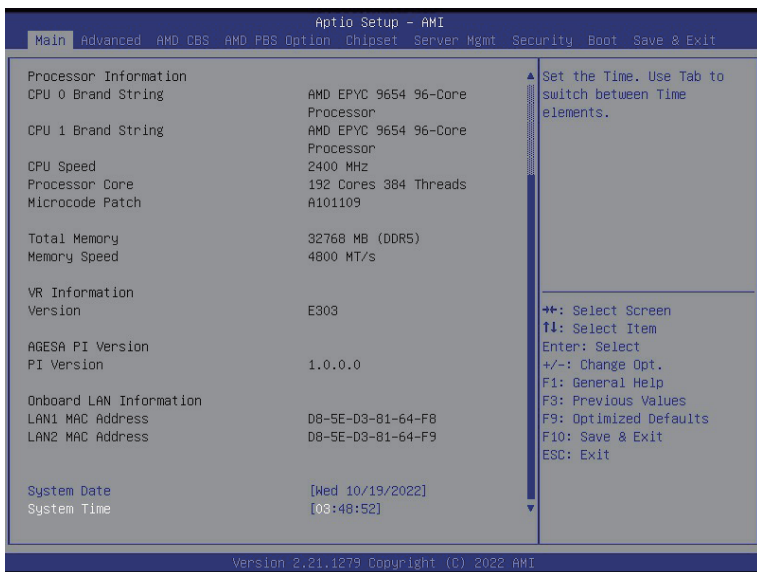 Aptio Setup – AMI
Main Advanced AMD CBS AMD PBS Option Chipset Server Mgmt Security Boot Save & Exit
Processor Information
CPU 0 Brand String AMD EPYC 9654 96-Core
Processor
CPU 1 Brand String AMD EPYC 9654 96-Core
Processor
CPU Speed 2400 MHz
Processor Core 192 Cores 384 Threads
Microcode Patch A101109
Total Memory 32768 MB (DDR5)
Memory Speed 4800 MT/s
VR Information
Version E303
AGESA PI Version
PI Version 1.0.0.0
Onboard LAN Information
LAN1 MAC Address D8-5E-D3-81-64-F8
LAN2 MAC Address D8-5E-D3-81-64-F9
System Date [Wed 10/19/2022]
System Time [03:48:52]
Set the Time. Use Tab to
switch between Time
elements.
→←: Select Screen
↑↓: Select Item
Enter: Select
+/-: Change Opt.
F1: General Help
F3: Previous Values
F9: Optimized Defaults
F10: Save & Exit
ESC: Exit
Version 2.21.1279 Copyright (C) 2022 AMI